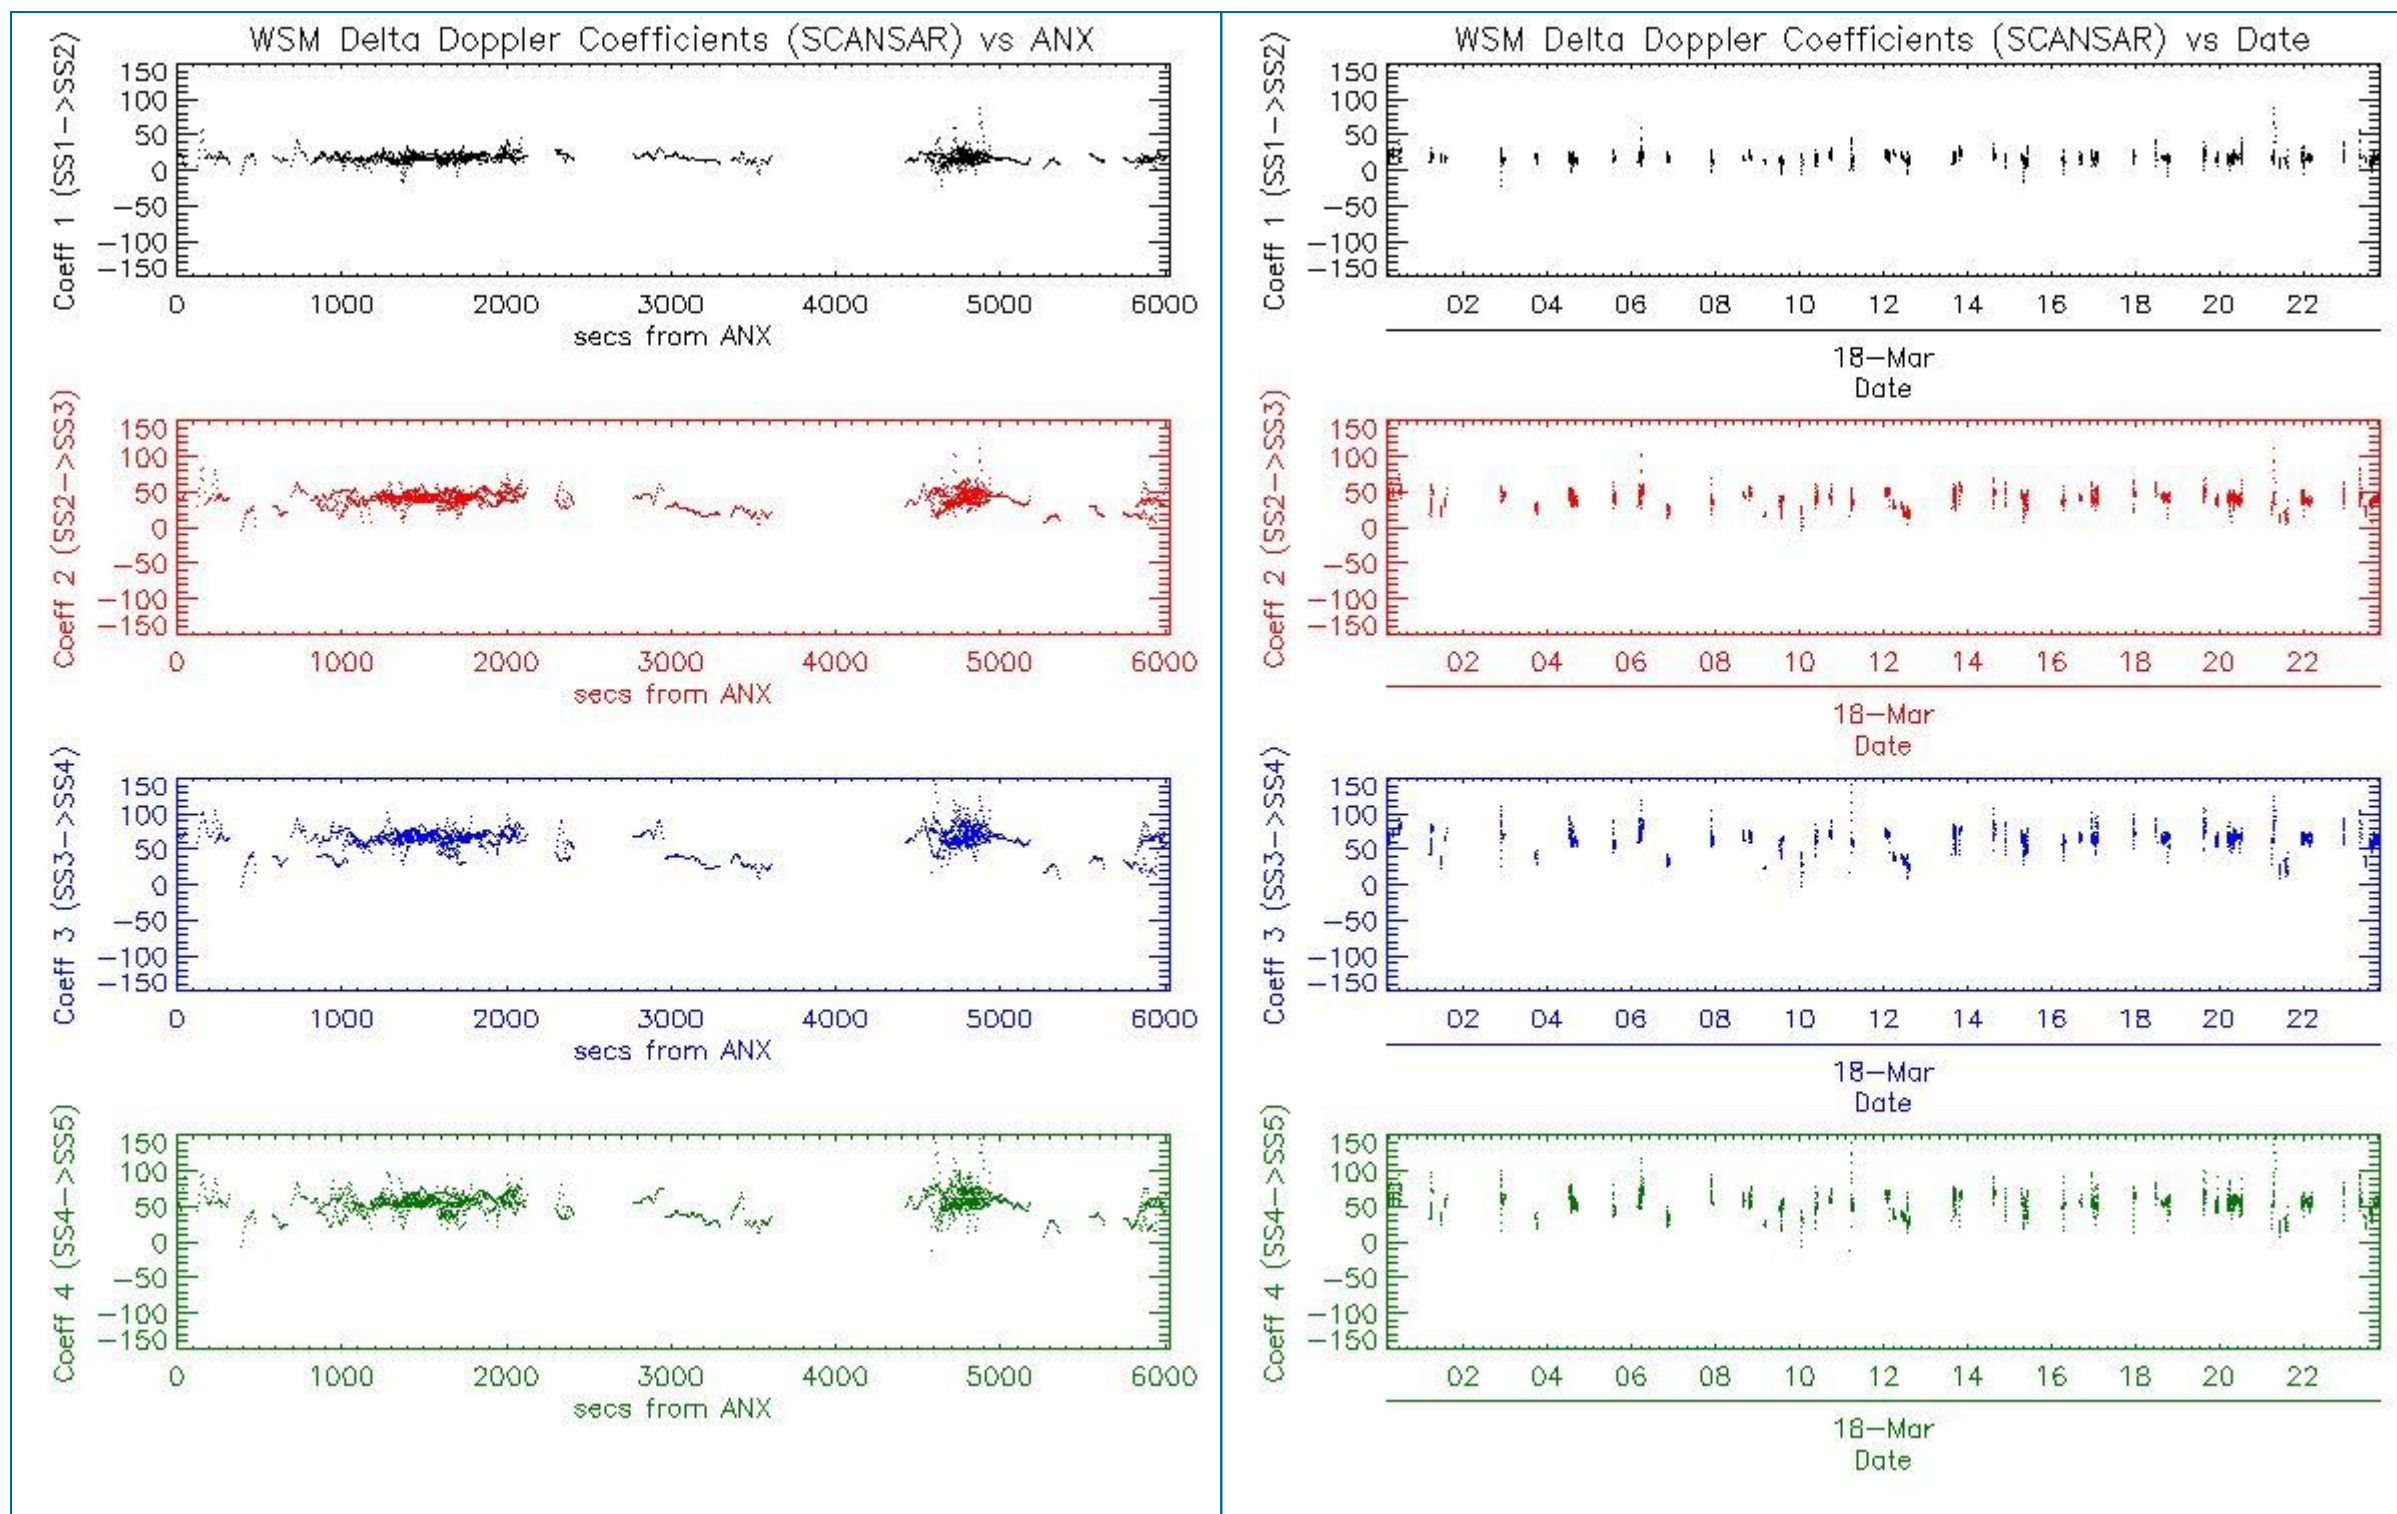 WSM Delta Doppler Coefficients (SCANSAR) vs ANX
Coeff 1 (SS1->SS2)
150
100
50
0
-50
-100
-150
0 1000 2000 3000 4000 5000 6000
secs from ANX
Coeff 2 (SS2->SS3)
150
100
50
0
-50
-100
-150
0 1000 2000 3000 4000 5000 6000
secs from ANX
Coeff 3 (SS3->SS4)
150
100
50
0
-50
-100
-150
0 1000 2000 3000 4000 5000 6000
secs from ANX
Coeff 4 (SS4->SS5)
150
100
50
0
-50
-100
-150
0 1000 2000 3000 4000 5000 6000
secs from ANX
WSM Delta Doppler Coefficients (SCANSAR) vs Date
Coeff 1 (SS1->SS2)
150
100
50
0
-50
-100
-150
02 04 06 08 10 12 14 16 18 20 22
18-Mar
Date
Coeff 2 (SS2->SS3)
150
100
50
0
-50
-100
-150
02 04 06 08 10 12 14 16 18 20 22
18-Mar
Date
Coeff 3 (SS3->SS4)
150
100
50
0
-50
-100
-150
02 04 06 08 10 12 14 16 18 20 22
18-Mar
Date
Coeff 4 (SS4->SS5)
150
100
50
0
-50
-100
-150
02 04 06 08 10 12 14 16 18 20 22
18-Mar
Date